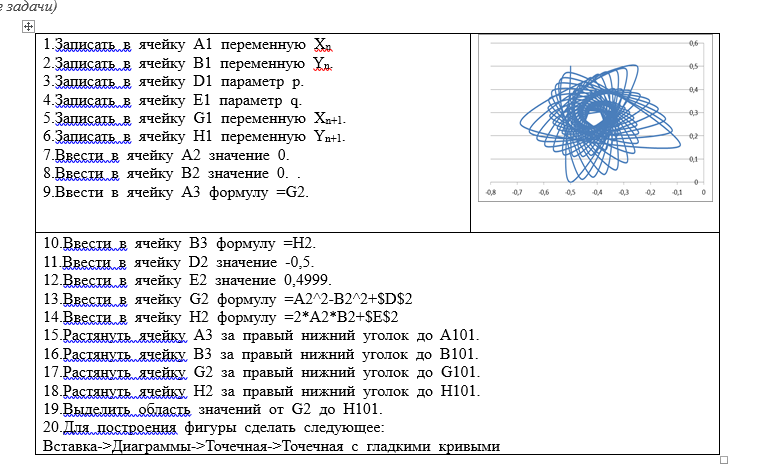 е задачи)
1.Записать в ячейку A1 переменную Xn
2.Записать в ячейку B1 переменную Yn.
3.Записать в ячейку D1 параметр p.
4.Записать в ячейку E1 параметр q.
5.Записать в ячейку G1 переменную Xn+1.
6.Записать в ячейку H1 переменную Yn+1.
7.Ввести в ячейку A2 значение 0.
8.Ввести в ячейку B2 значение 0. .
9.Ввести в ячейку A3 формулу =G2.
0,6
0,5
0,4
0,3
0,2
0,1
0
-0,8 -0,7 -0,6 -0,5 -0,4 -0,3 -0,2 -0,1 0
10.Ввести в ячейку B3 формулу =H2.
11.Ввести в ячейку D2 значение -0,5.
12.Ввести в ячейку E2 значение 0,4999.
13.Ввести в ячейку G2 формулу =A2^2-B2^2+$D$2
14.Ввести в ячейку H2 формулу =2*A2*B2+$E$2
15.Растянуть ячейку A3 за правый нижний уголок до A101.
16.Растянуть ячейку B3 за правый нижний уголок до B101.
17.Растянуть ячейку G2 за правый нижний уголок до G101.
18.Растянуть ячейку H2 за правый нижний уголок до H101.
19.Выделить область значений от G2 до H101.
20.Для построения фигуры сделать следующее:
Вставка->Диаграммы->Точечная->Точечная с гладкими кривыми